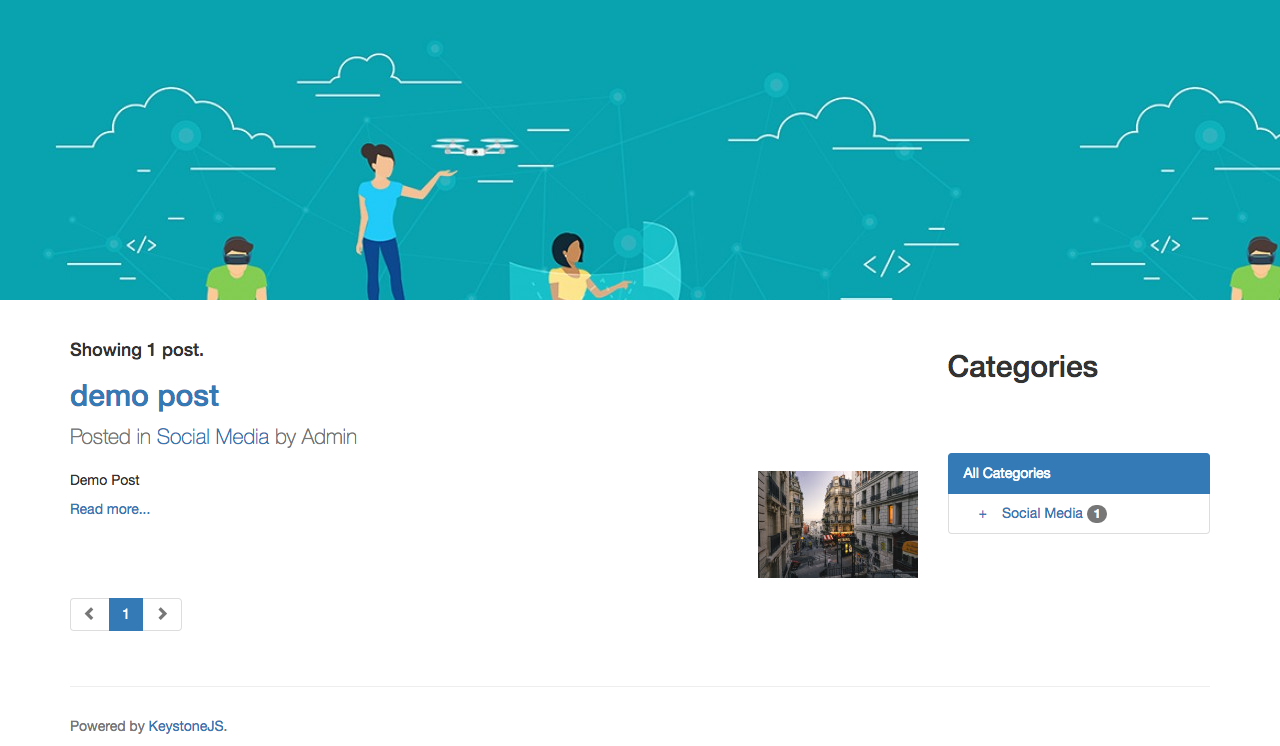 </>
</>
</>
Showing 1 post.
demo post
Posted in Social Media by Admin
Demo Post
Read more...
1
Categories
All Categories
+ Social Media 1
Powered by KeystoneJS.